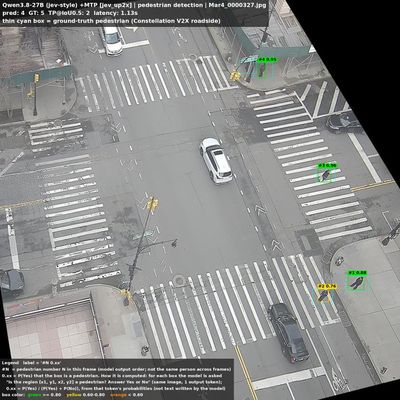 Qwen3.8-27B (jev-style) +MTP [jev_up2x] | pedestrian detection | Mar4_0000327.jpg
pred: 4 GT: 5 TP@IoU0.5: 2 latency: 1.13s
thin cyan box = ground-truth pedestrian (Constellation V2X roadside)
#4 0.95
#3 0.96
#1 0.88
#2 0.76
Legend label = '#N 0.xx'
#N = pedestrian number N in this frame (model output order; not the same person across frames)
0.xx = P(Yes) that the box is a pedestrian. How it is computed: for each box the model is asked
"Is the region [x1, y1, x2, y2] a pedestrian? Answer Yes or No" (same image, 1 output token);
0.xx = P(Yes) / (P(Yes) + P(No)), from that token's probabilities (not text written by the model)
box color: green >= 0.80 yellow 0.60-0.80 orange < 0.60